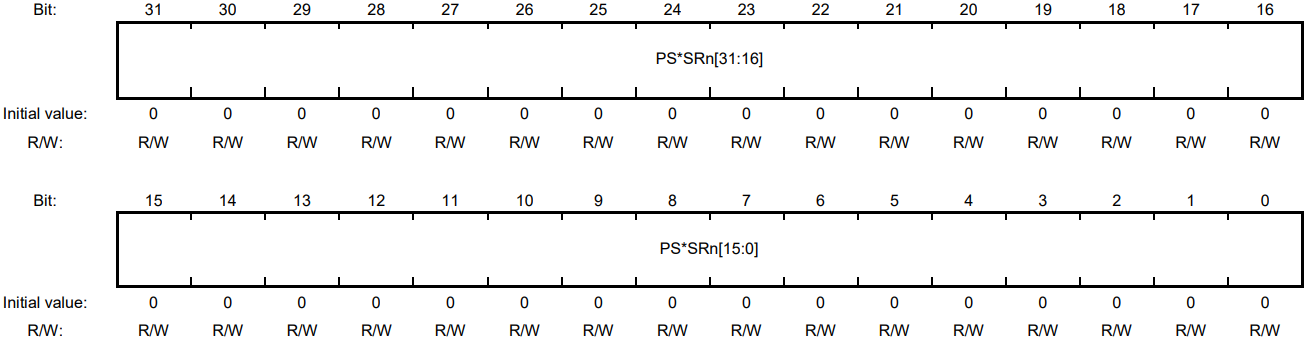 Bit: 31 30 29 28 27 26 25 24 23 22 21 20 19 18 17 16
PS*SRn[31:16]
Initial value: 0 0 0 0 0 0 0 0 0 0 0 0 0 0 0 0
R/W: R/W R/W R/W R/W R/W R/W R/W R/W R/W R/W R/W R/W R/W R/W R/W R/W
Bit: 15 14 13 12 11 10 9 8 7 6 5 4 3 2 1 0
PS*SRn[15:0]
Initial value: 0 0 0 0 0 0 0 0 0 0 0 0 0 0 0 0
R/W: R/W R/W R/W R/W R/W R/W R/W R/W R/W R/W R/W R/W R/W R/W R/W R/W